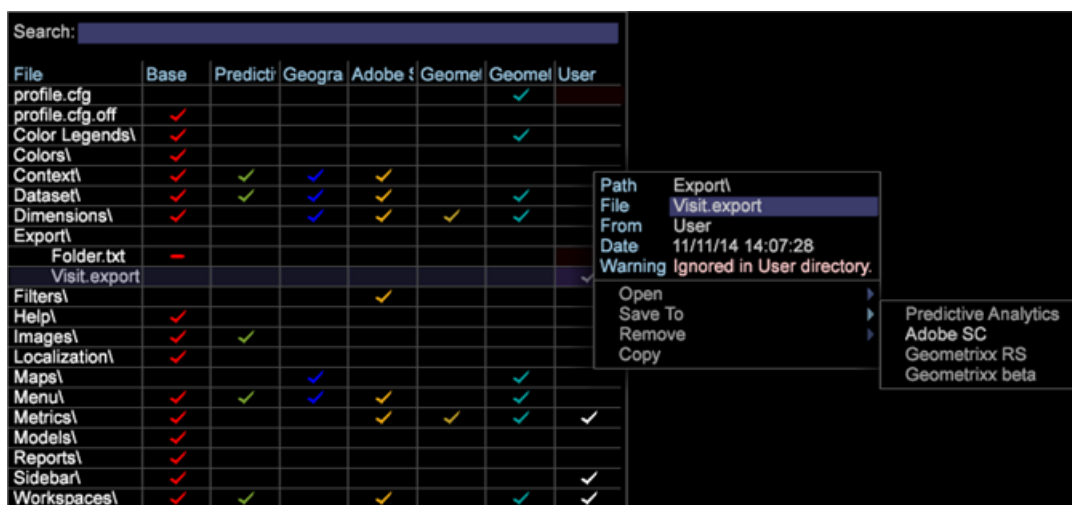 Search:
File Base Predicti Geogra Adobe S Geomet Geomet User
profile.cfg
profile.cfg.off
Color Legends\
Colors\
Context\
Dataset\
Dimensions\
Export\
Folder.txt
Visit.export
Filters\
Help\
Images\
Localization\
Maps\
Menu\
Metrics\
Models\
Reports\
Sidebar\
Workspaces\
Path Export\
File Visit.export
From User
Date 11/11/14 14:07:28
Warning Ignored in User directory.
Open
Save To
Remove
Copy
Predictive Analytics
Adobe SC
Geometrixx RS
Geometrixx beta